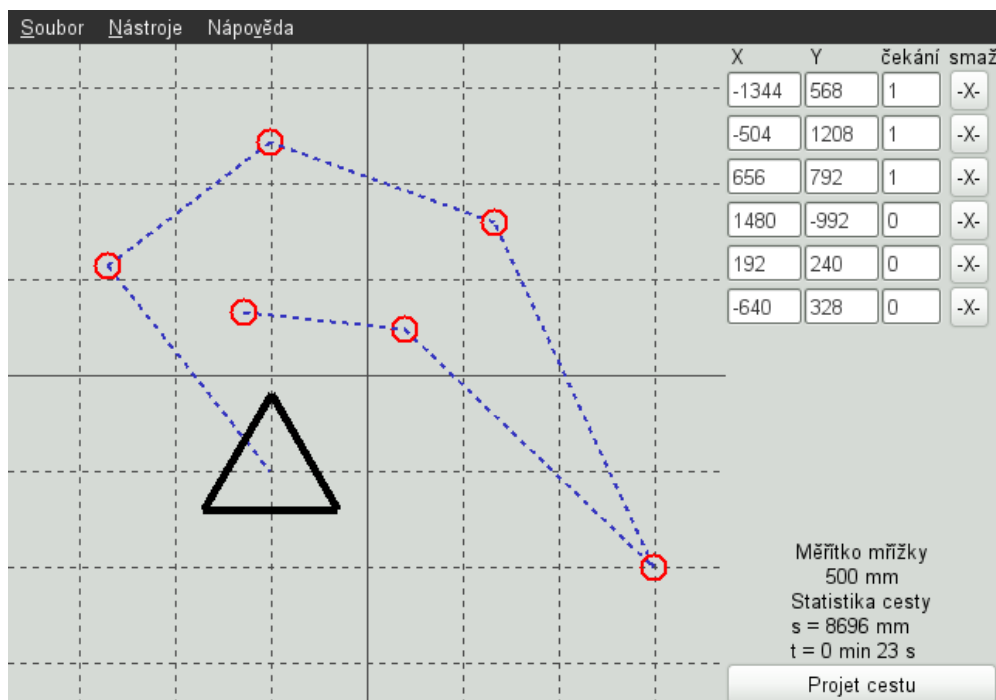 Soubor Nástroje Nápověda
X Y čekání smaž
-1344 568 1 -X-
-504 1208 1 -X-
656 792 1 -X-
1480 -992 0 -X-
192 240 0 -X-
-640 328 0 -X-
Měřítko mřížky
500 mm
Statistika cesty
s = 8696 mm
t = 0 min 23 s
Projet cestu